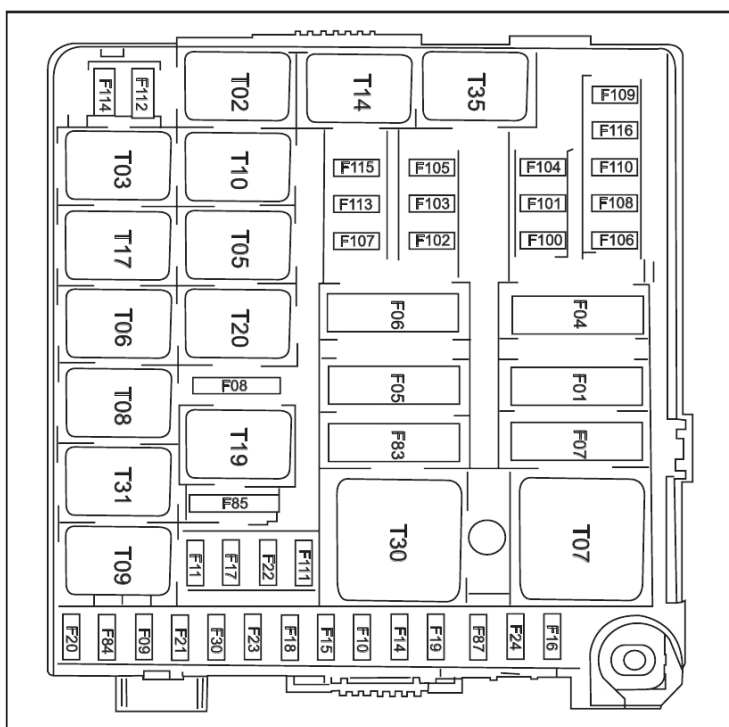 F114 F112 T02 T14 T35
F109
F116
T03 T10 F115 F105 F104 F110
F113 F103 F101 F108
T17 T05 F107 F102 F100 F106
T06 T20 F06 F04
F08 F05 F01
T08 T19 F83 F07
T31 F85
T09 F11 F17 F22 F111 T30 T07
F20 F84 F09 F21 F30 F23 F18 F15 F10 F14 F19 F87 F24 F16